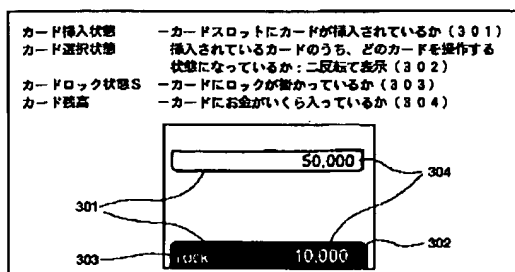 カード挿入状態 －カードスロットにカードが挿入されているか（301）
カード選択状態 挿入されているカードのうち、どのカードを操作する
状態になっているか：二反転て表示（302）
カードロック状態S －カードにロックが掛かっているか（303）
カード残高 －カードにお金がいくら入っているか（304）
50,000
304
301
303
LOCK
10,000
302